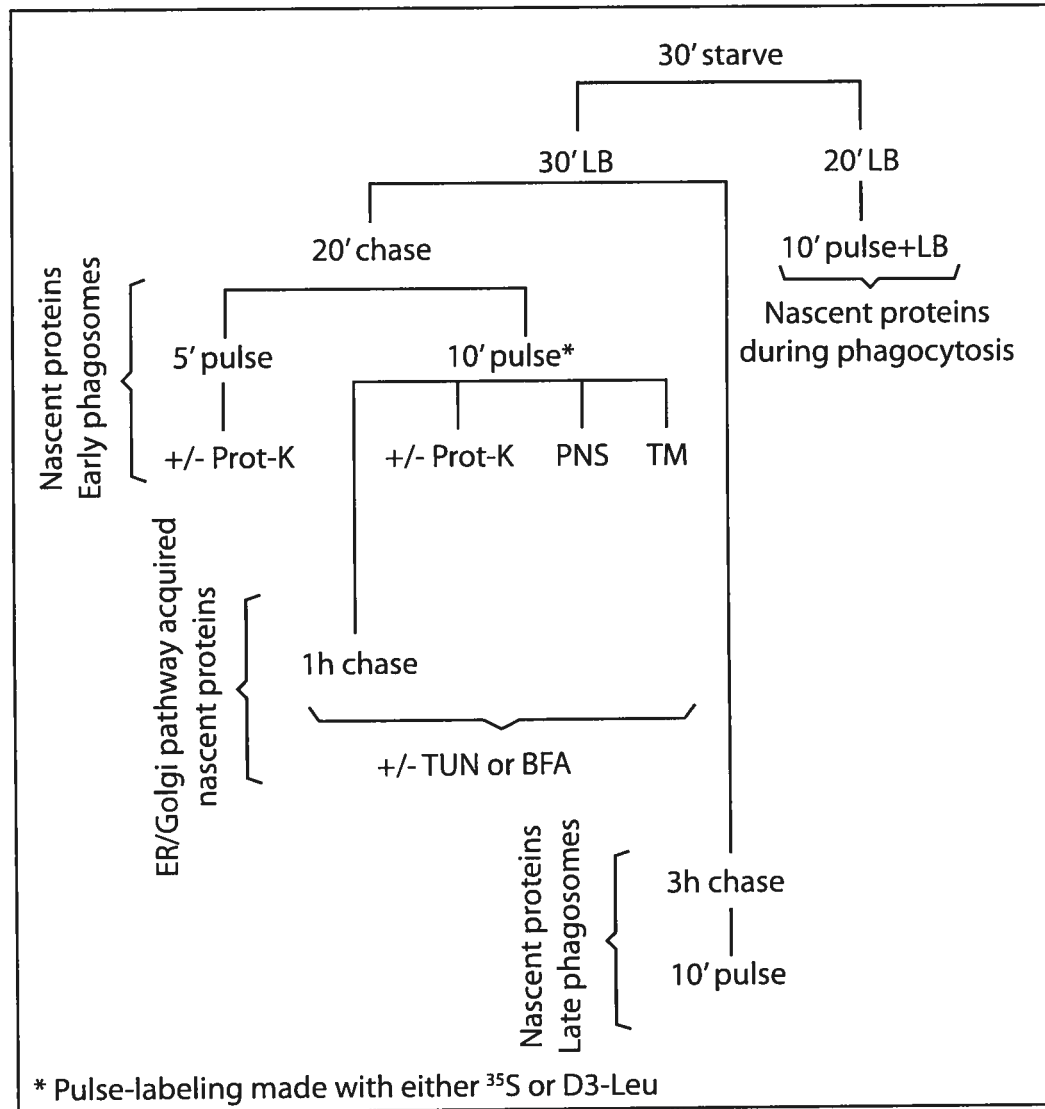 30' starve
30' LB
20' LB
20' chase
10' pulse+LB
Nascent proteins
during phagocytosis
Nascent proteins
Early phagosomes
5' pulse
10' pulse*
+/- Prot-K
+/- Prot-K
PNS
TM
ER/Golgi pathway acquired
nascent proteins
1h chase
+/- TUN or BFA
Nascent proteins
Late phagosomes
3h chase
10' pulse
* Pulse-labeling made with either ³⁵S or D3-Leu